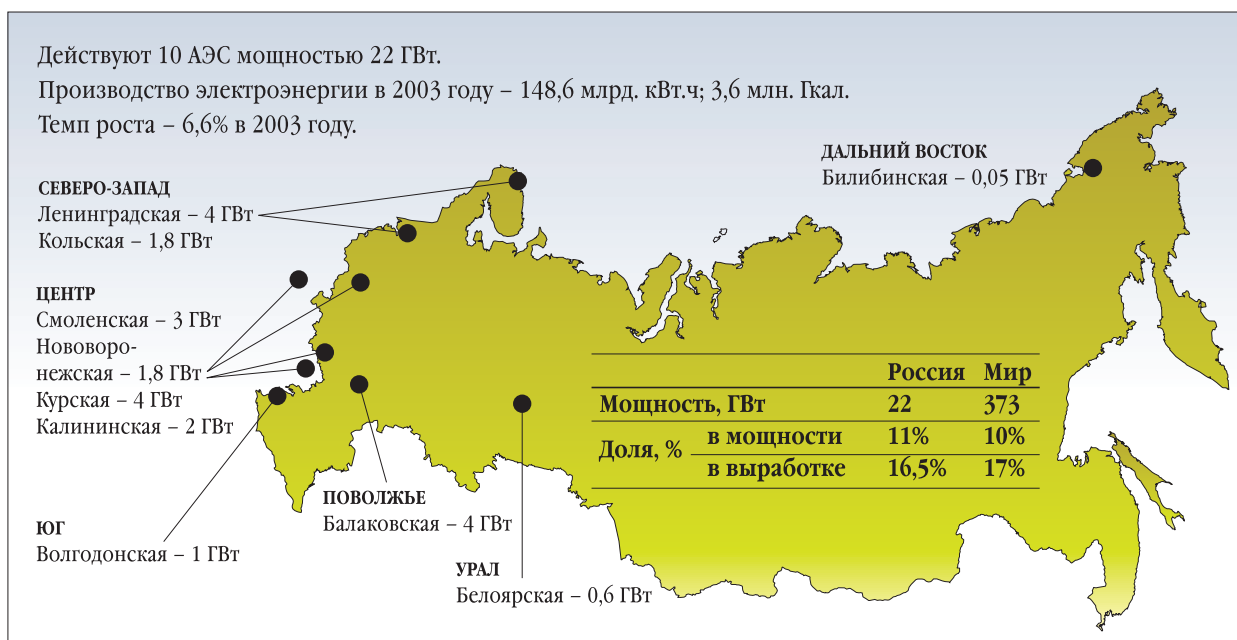 Действуют 10 АЭС мощностью 22 ГВт.
Производство электроэнергии в 2003 году – 148,6 млрд. кВт.ч; 3,6 млн. Гкал.
Темп роста – 6,6% в 2003 году.
ДАЛЬНИЙ ВОСТОК
Билибинская – 0,05 ГВт
СЕВЕРО-ЗАПАД
Ленинградская – 4 ГВт
Кольская – 1,8 ГВт
ЦЕНТР
Смоленская – 3 ГВт
Нововоро-
нежская – 1,8 ГВт
Курская – 4 ГВт
Калининская – 2 ГВт
Россия Мир
Мощность, ГВт 22 373
Доля, % в мощности 11% 10%
в выработке 16,5% 17%
ПОВОЛЖЬЕ
Балаковская – 4 ГВт
ЮГ
Волгодонская – 1 ГВт
УРАЛ
Белоярская – 0,6 ГВт